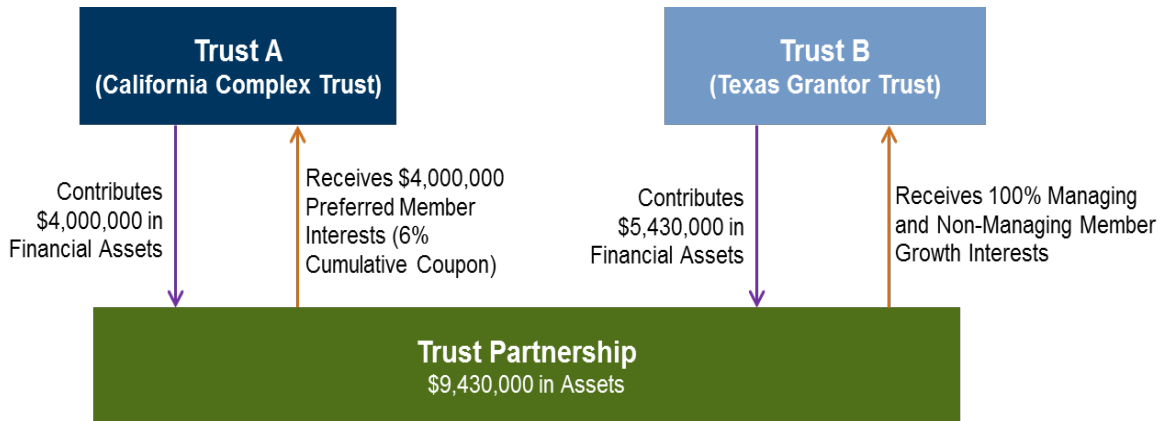 Trust A
(California Complex Trust)
Trust B
(Texas Grantor Trust)
Contributes
$4,000,000 in
Financial Assets
Receives $4,000,000
Preferred Member
Interests (6%
Cumulative Coupon)
Contributes
$5,430,000 in
Financial Assets
Receives 100% Managing
and Non-Managing Member
Growth Interests
Trust Partnership
$9,430,000 in Assets